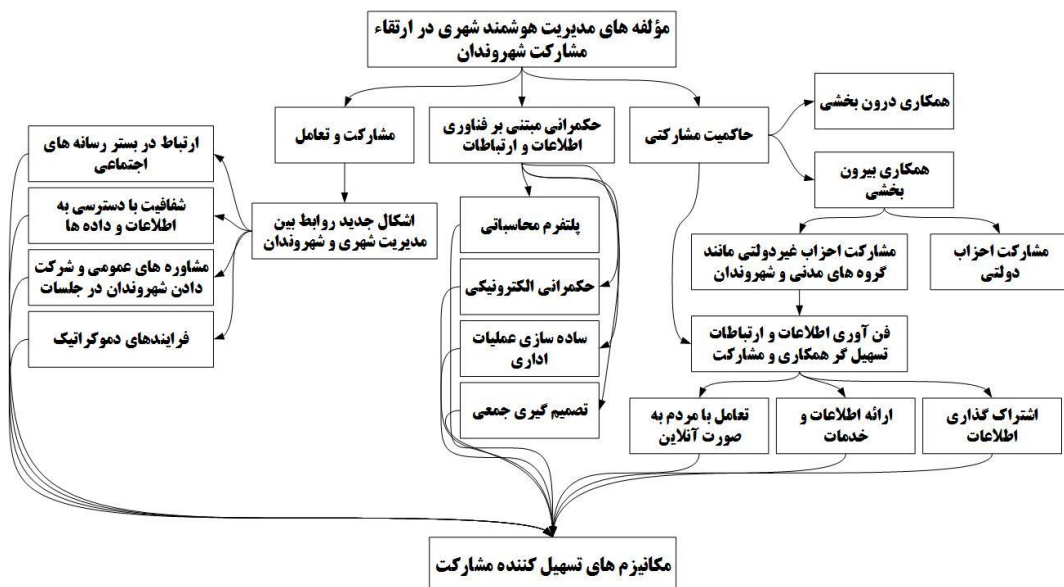 مؤلفه های مدیریت هوشمند شهری در ارتقاء
مشارکت شهروندان
حاکمیت مشارکتی
حکمرانی مبتنی بر فناوری
اطلاعات و ارتباطات
مشارکت و تعامل
همکاری درون بخشی
همکاری بیرون
بخشی
مشارکت احزاب
دولتی
مشارکت احزاب غیردولتی مانند
گروه های مدنی و شهروندان
فن آوری اطلاعات و ارتباطات
تسهیل گر همکاری و مشارکت
اشتراک گذاری
اطلاعات
ارائه اطلاعات و
خدمات
تعامل با مردم به
صورت آنلاین
پلتفرم محاسباتی
حکمرانی الکترونیکی
ساده سازی عملیات
اداری
تصمیم گیری جمعی
اشکال جدید روابط بین
مدیریت شهری و شهروندان
ارتباط در بستر رسانه های
اجتماعی
شفافیت با دسترسی به
اطلاعات و داده ها
مشاوره های عمومی و شرکت
دادن شهروندان در جلسات
فرایندهای دموکراتیک
مکانیزم های تسهیل کننده مشارکت